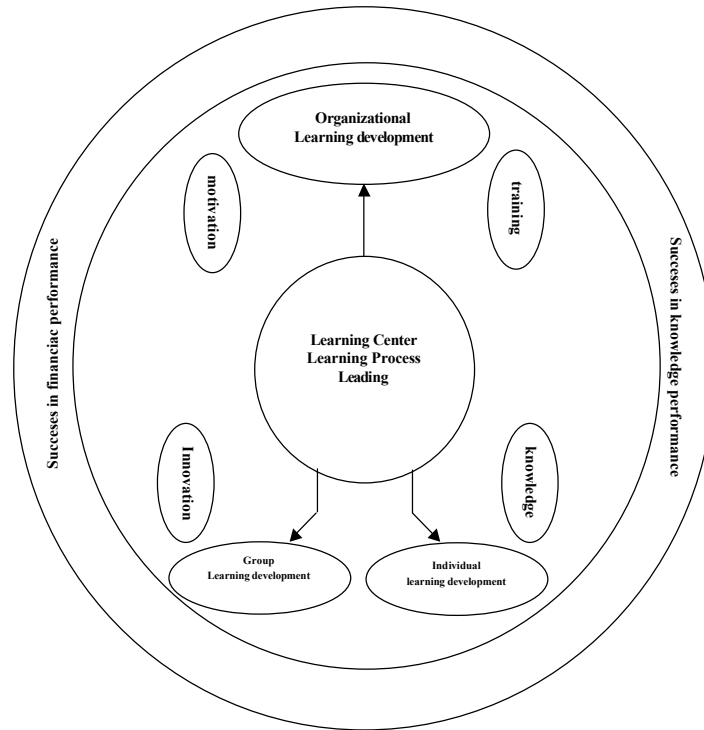 Organizational
Learning development
motivation
training
Succeses in financiac performance
Succeses in knowledge performance
Learning Center
Learning Process
Leading
Innovation
knowledge
Group
Learning development
Individual
learning development